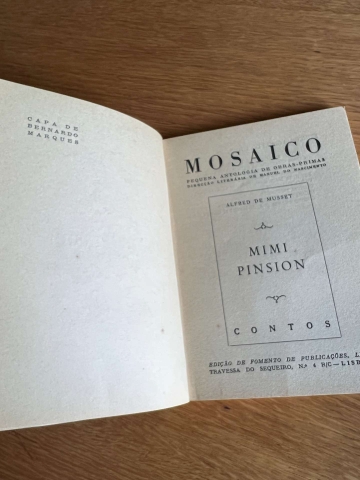 CAPA DE
BERNARDO
MARQUES
MOSAICO
PEQUENA ANTOLOGIA DE OBRAS-PRIMAS
DIRECÇÃO LITERÁRIA DE MANUEL DO NASCIMENTO
ALFRED DE MUSSET
MIMI
PINSION
CONTOS
EDIÇÃO DE FOMENTO DE PUBLICAÇÕES, L
TRAVESSA DO SEQUEIRO, N.º 4 R/C—LISB